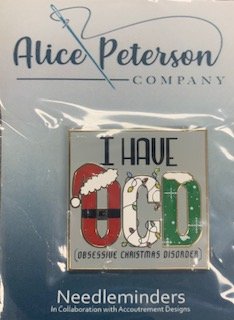 Alice Peterson
COMPANY
I HAVE
OCD
OBSESSIVE CHRISTMAS DISORDER
Needleminders
In Collaboration with Accoutrement Designs